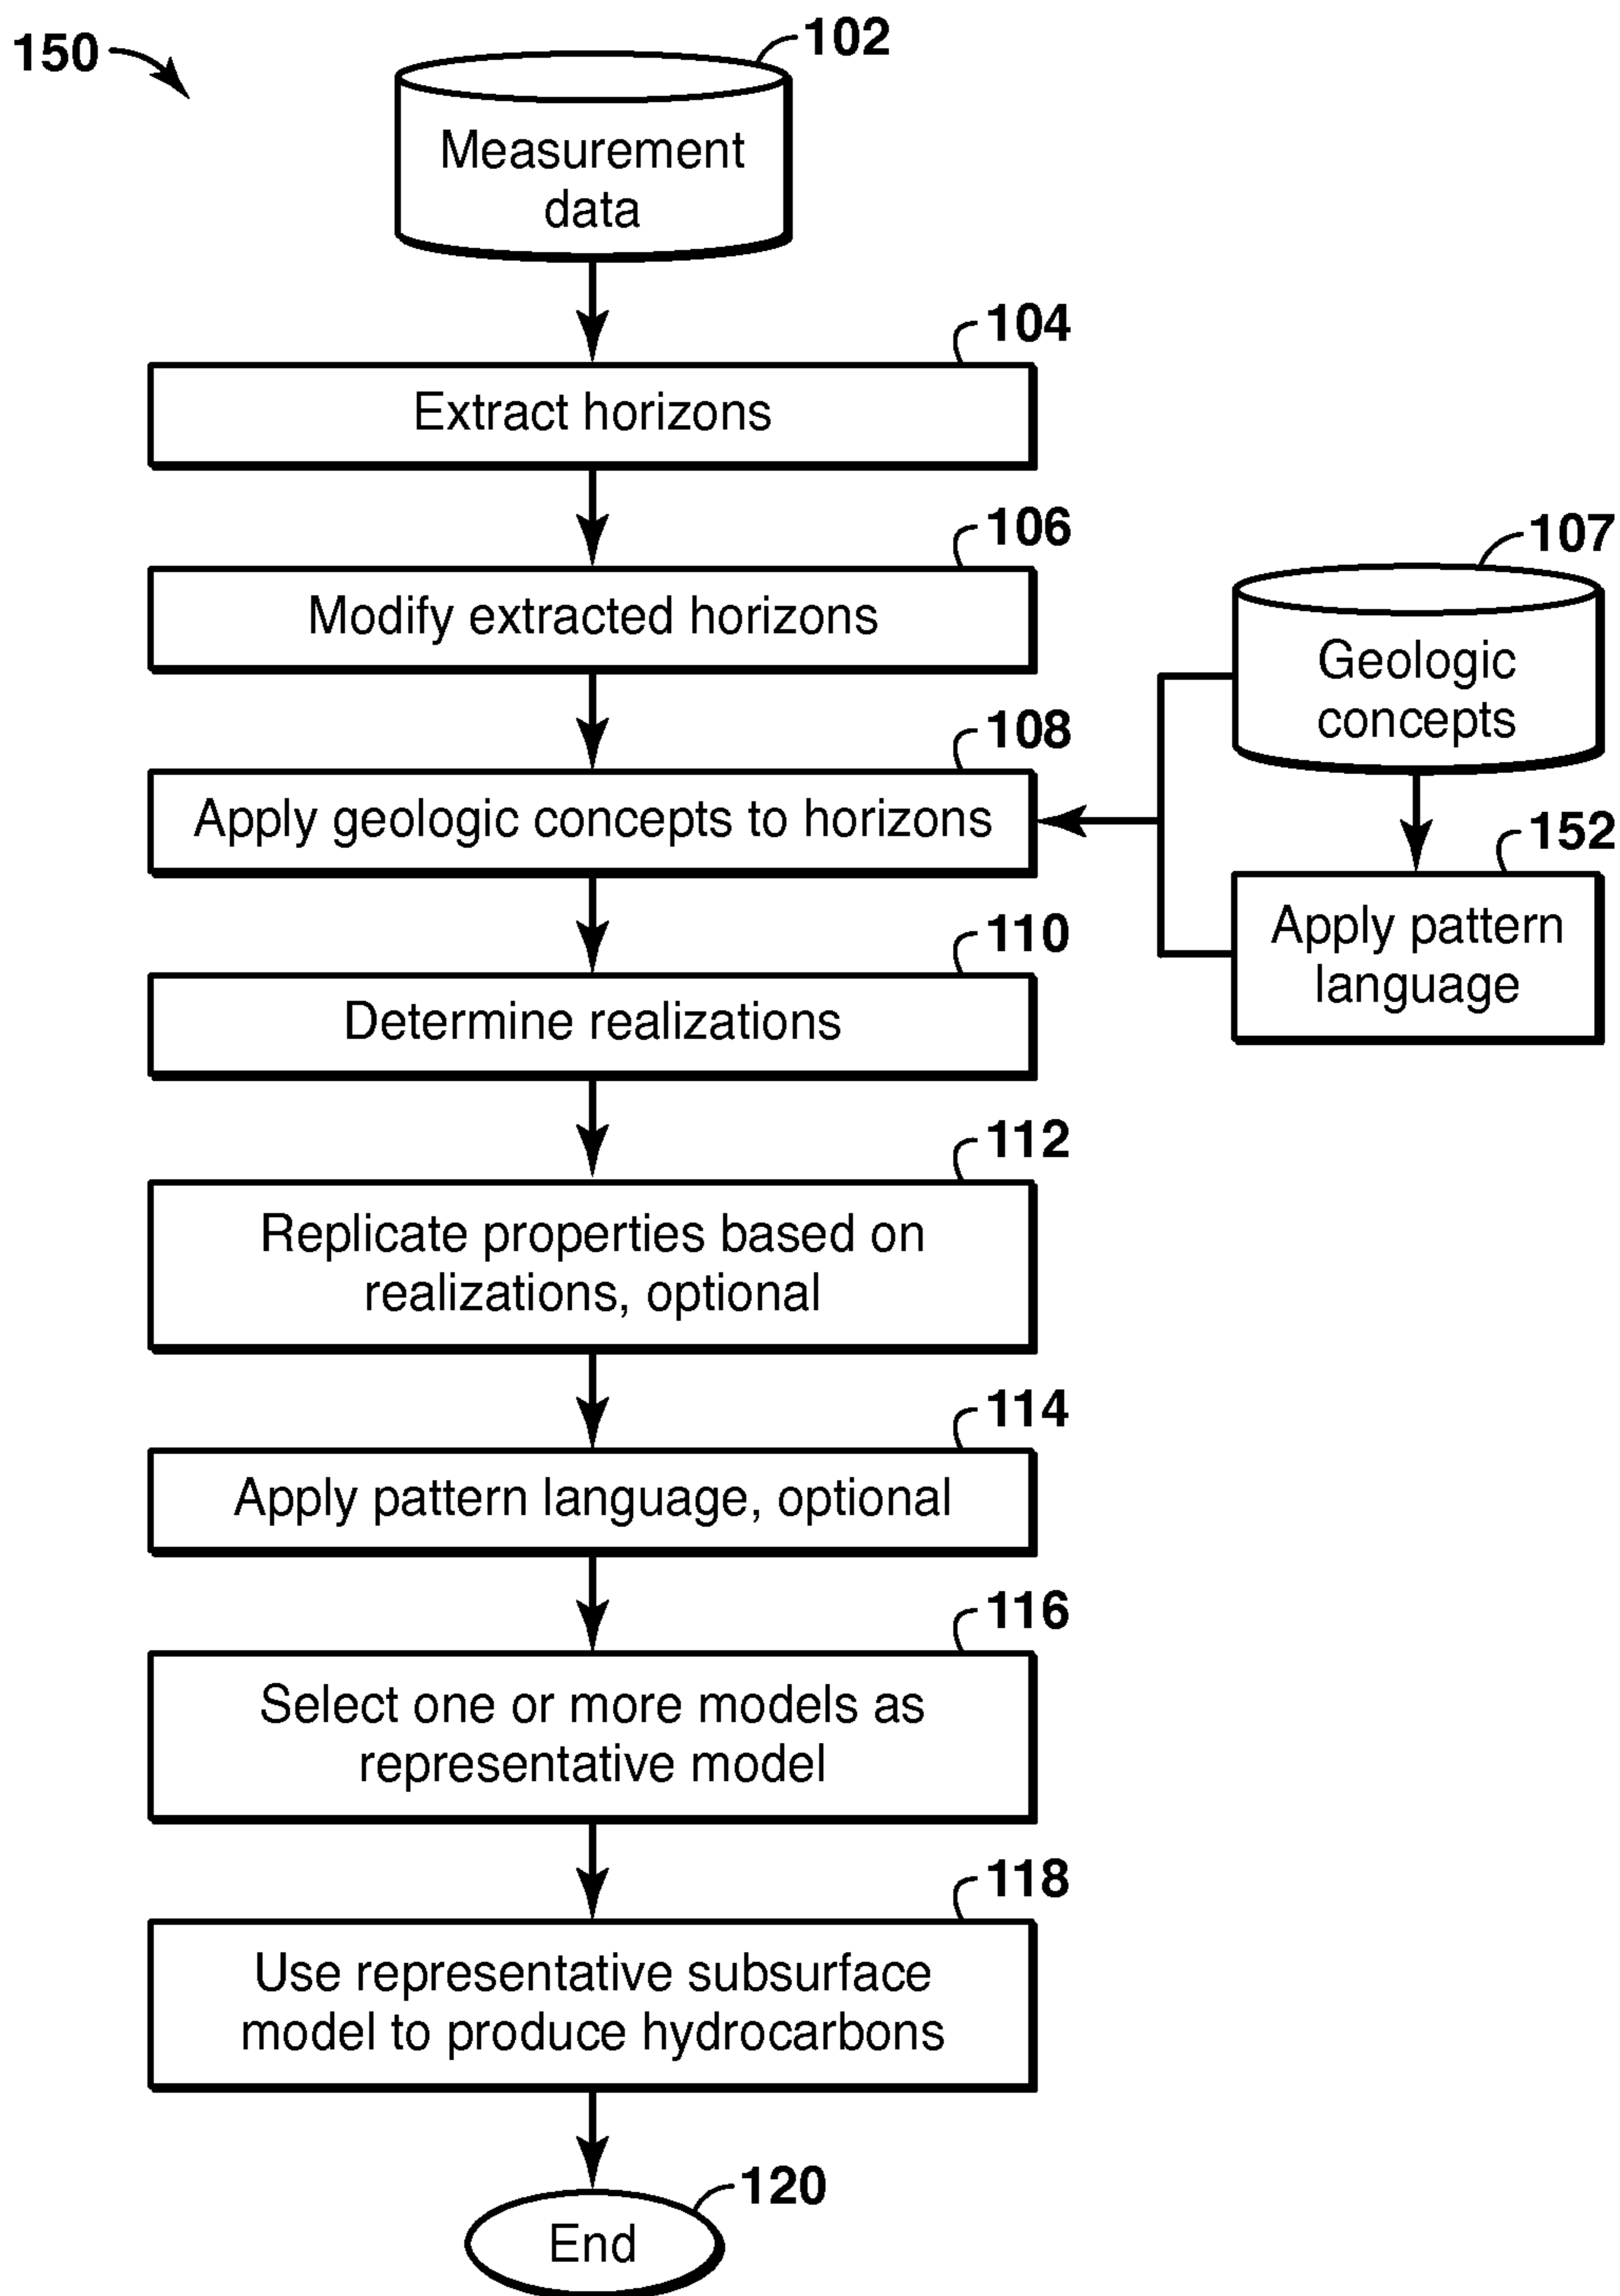 150
102
Measurement
data
104
Extract horizons
106
Modify extracted horizons
107
Geologic
concepts
108
Apply geologic concepts to horizons
152
Apply pattern
language
110
Determine realizations
112
Replicate properties based on
realizations, optional
114
Apply pattern language, optional
116
Select one or more models as
representative model
118
Use representative subsurface
model to produce hydrocarbons
120
End